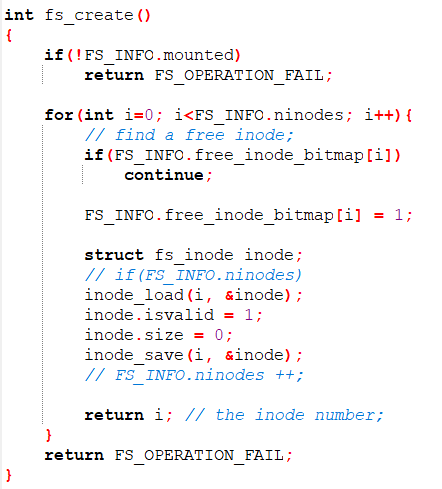 int fs_create()
{
    if(!FS_INFO.mounted)
        return FS_OPERATION_FAIL;

    for(int i=0; i<FS_INFO.ninodes; i++){
        // find a free inode;
        if(FS_INFO.free_inode_bitmap[i])
            continue;

        FS_INFO.free_inode_bitmap[i] = 1;

        struct fs_inode inode;
        // if(FS_INFO.ninodes)
        inode_load(i, &inode);
        inode.isvalid = 1;
        inode.size = 0;
        inode_save(i, &inode);
        // FS_INFO.ninodes ++;

        return i; // the inode number;
    }
    return FS_OPERATION_FAIL;
}